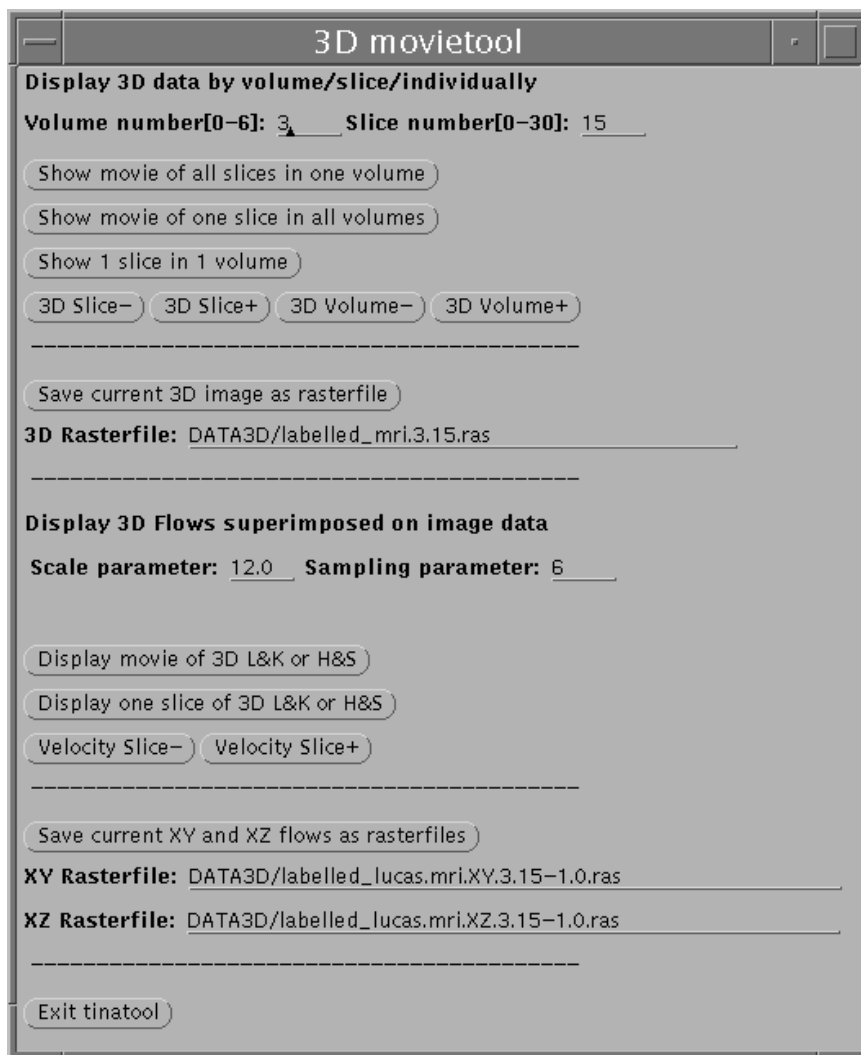 3D movietool
Display 3D data by volume/slice/individually
Volume number[0-6]: 3 Slice number[0-30]: 15
Show movie of all slices in one volume
Show movie of one slice in all volumes
Show 1 slice in 1 volume
3D Slice- 3D Slice+ 3D Volume- 3D Volume+
------------------------------------------
Save current 3D image as rasterfile
3D Rasterfile: DATA3D/labelled_mri.3.15.ras
------------------------------------------
Display 3D Flows superimposed on image data
Scale parameter: 12.0 Sampling parameter: 6
Display movie of 3D L&K or H&S
Display one slice of 3D L&K or H&S
Velocity Slice- Velocity Slice+
------------------------------------------
Save current XY and XZ flows as rasterfiles
XY Rasterfile: DATA3D/labelled_lucas.mri.XY.3.15-1.0.ras
XZ Rasterfile: DATA3D/labelled_lucas.mri.XZ.3.15-1.0.ras
------------------------------------------
Exit tinatool